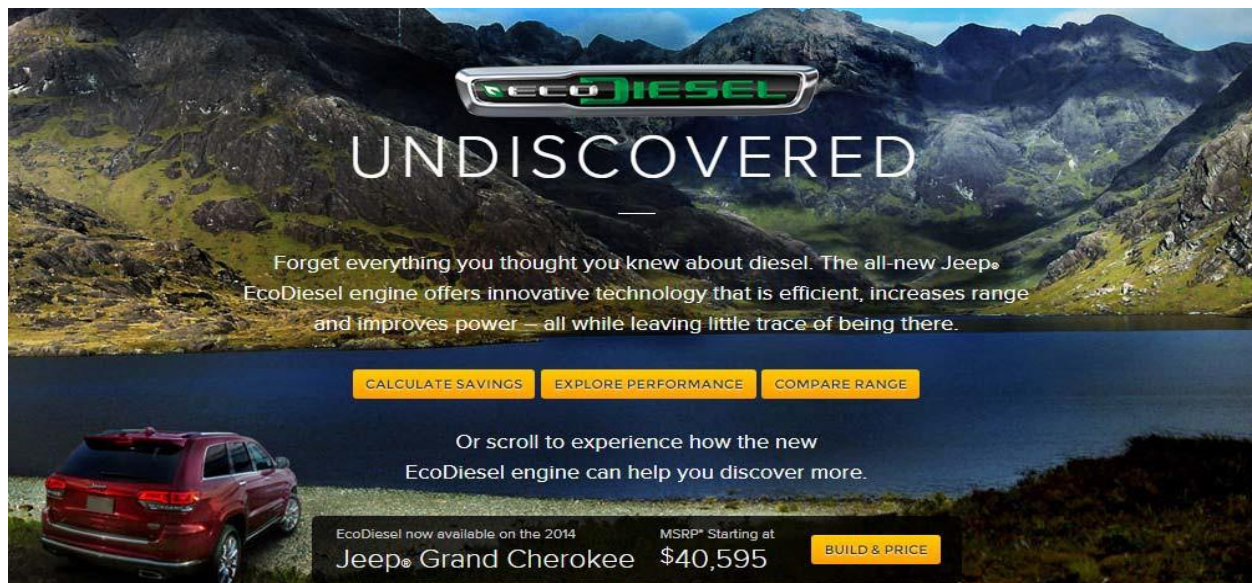 ECODIESEL
UNDISCOVERED
Forget everything you thought you knew about diesel. The all-new Jeep®
EcoDiesel engine offers innovative technology that is efficient, increases range
and improves power – all while leaving little trace of being there.
CALCULATE SAVINGS EXPLORE PERFORMANCE COMPARE RANGE
Or scroll to experience how the new
EcoDiesel engine can help you discover more.
EcoDiesel now available on the 2014 MSRP* Starting at
Jeep® Grand Cherokee $40,595 BUILD & PRICE
Jeep